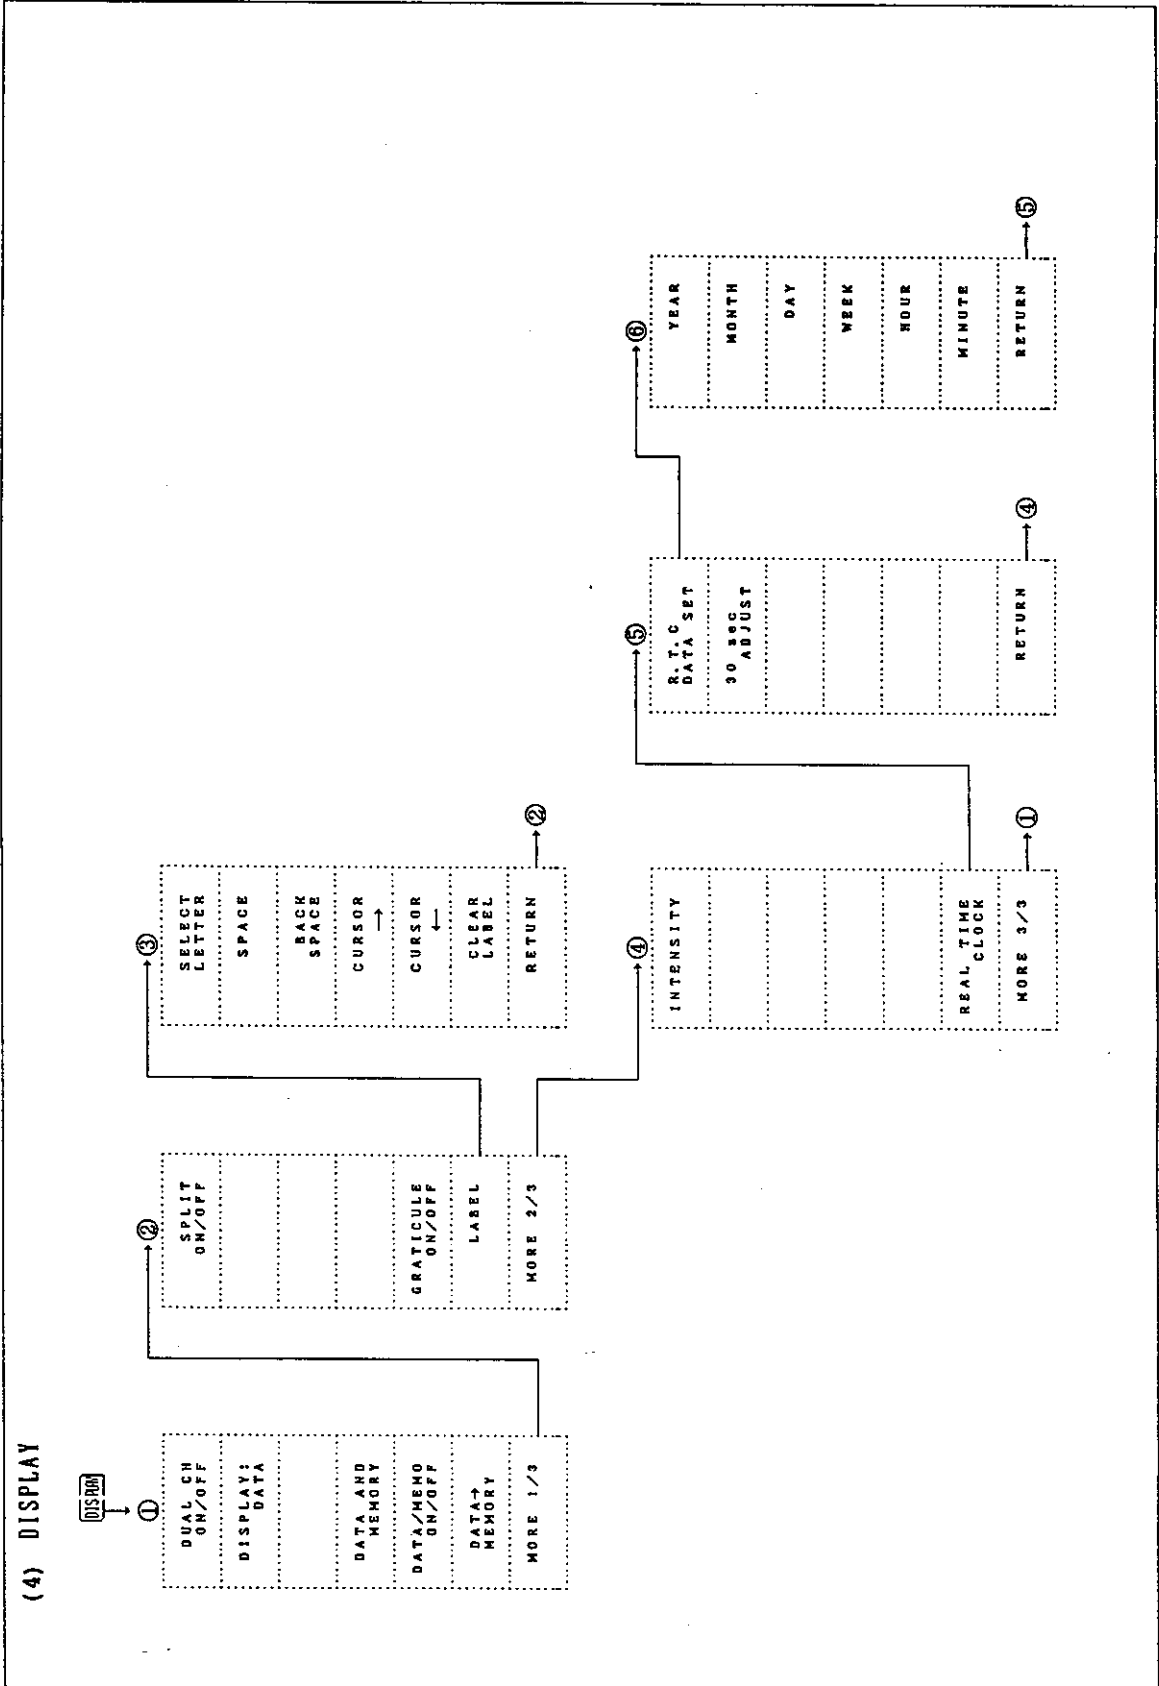 (4) DISPLAY
DISPLAY
①
DUAL CH
ON/OFF
DISPLAY:
DATA
DATA AND
MEMORY
DATA/MEMO
ON/OFF
DATA→
MEMORY
MORE 1/3
②
SPLIT
ON/OFF
GRATICULE
ON/OFF
LABEL
MORE 2/3
③
SELECT
LETTER
SPACE
BACK
SPACE
CURSOR
→
CURSOR
←
CLEAR
LABEL
RETURN
②
④
INTENSITY
REAL TIME
CLOCK
MORE 3/3
①
⑤
R.T.C
DATA SET
30 sec
ADJUST
RETURN
④
⑥
YEAR
MONTH
DAY
WEEK
HOUR
MINUTE
RETURN
⑤